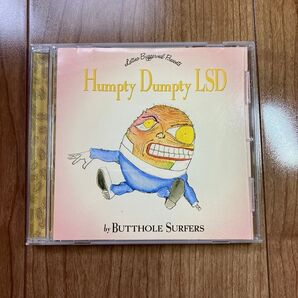 Latino Buggerveil Presents
Humpty Dumpty LSD
by BUTTHOLE SURFERS